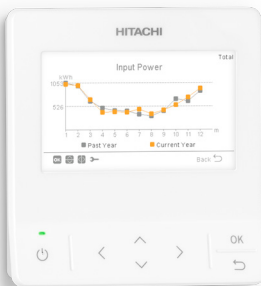 HITACHI
Total
Input Power
kWh
1053
526
1 2 3 4 5 6 7 8 9 10 11 12
m
Past Year Current Year
Back
OK